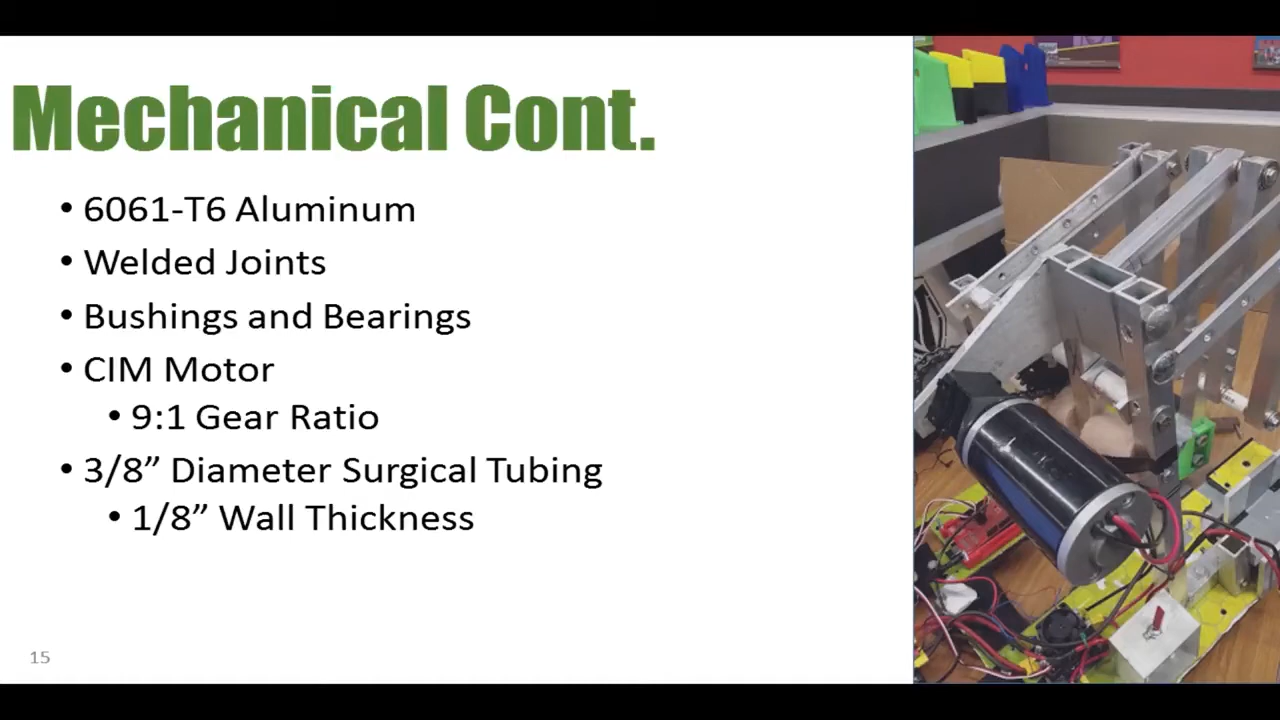 Mechanical Cont.
• 6061-T6 Aluminum
• Welded Joints
• Bushings and Bearings
• CIM Motor
• 9:1 Gear Ratio
• 3/8” Diameter Surgical Tubing
• 1/8” Wall Thickness
15